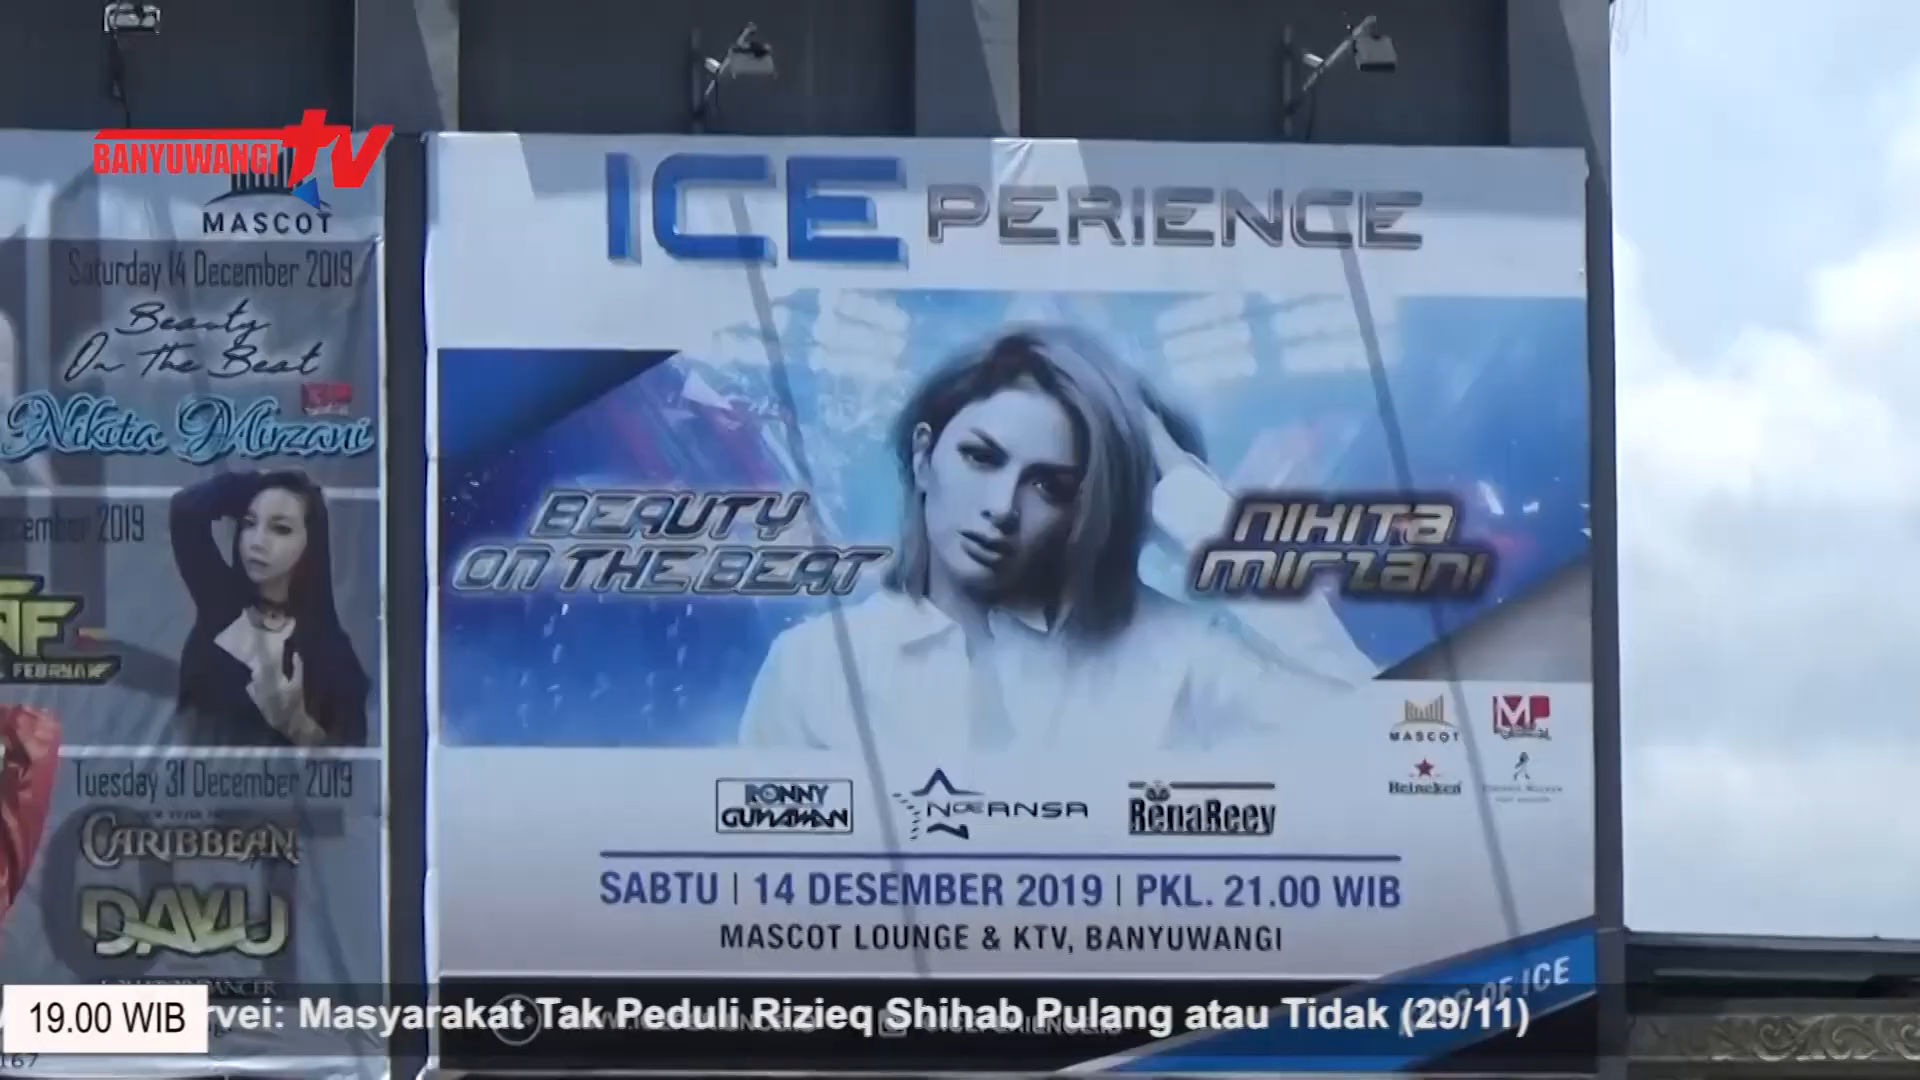 BANYUWANGI TV
MASCOT
Saturday 14 December 2019
Beauty
On The Beat
Nikita Mirzani
2019
Tuesday 31 December 2019
CARIBBEAN
ICE PERIENCE
BEAUTY
ON THE BEAT
NIKITA
MIRZANI
MASCOT
Heineken
RONNY
GUNAWAN
RenaReey
SABTU | 14 DESEMBER 2019 | PKL. 21.00 WIB
MASCOT LOUNGE & KTV, BANYUWANGI
OF ICE
19.00 WIB
rvei: Masyarakat Tak Peduli Rizieq Shihab Pulang atau Tidak (29/11)